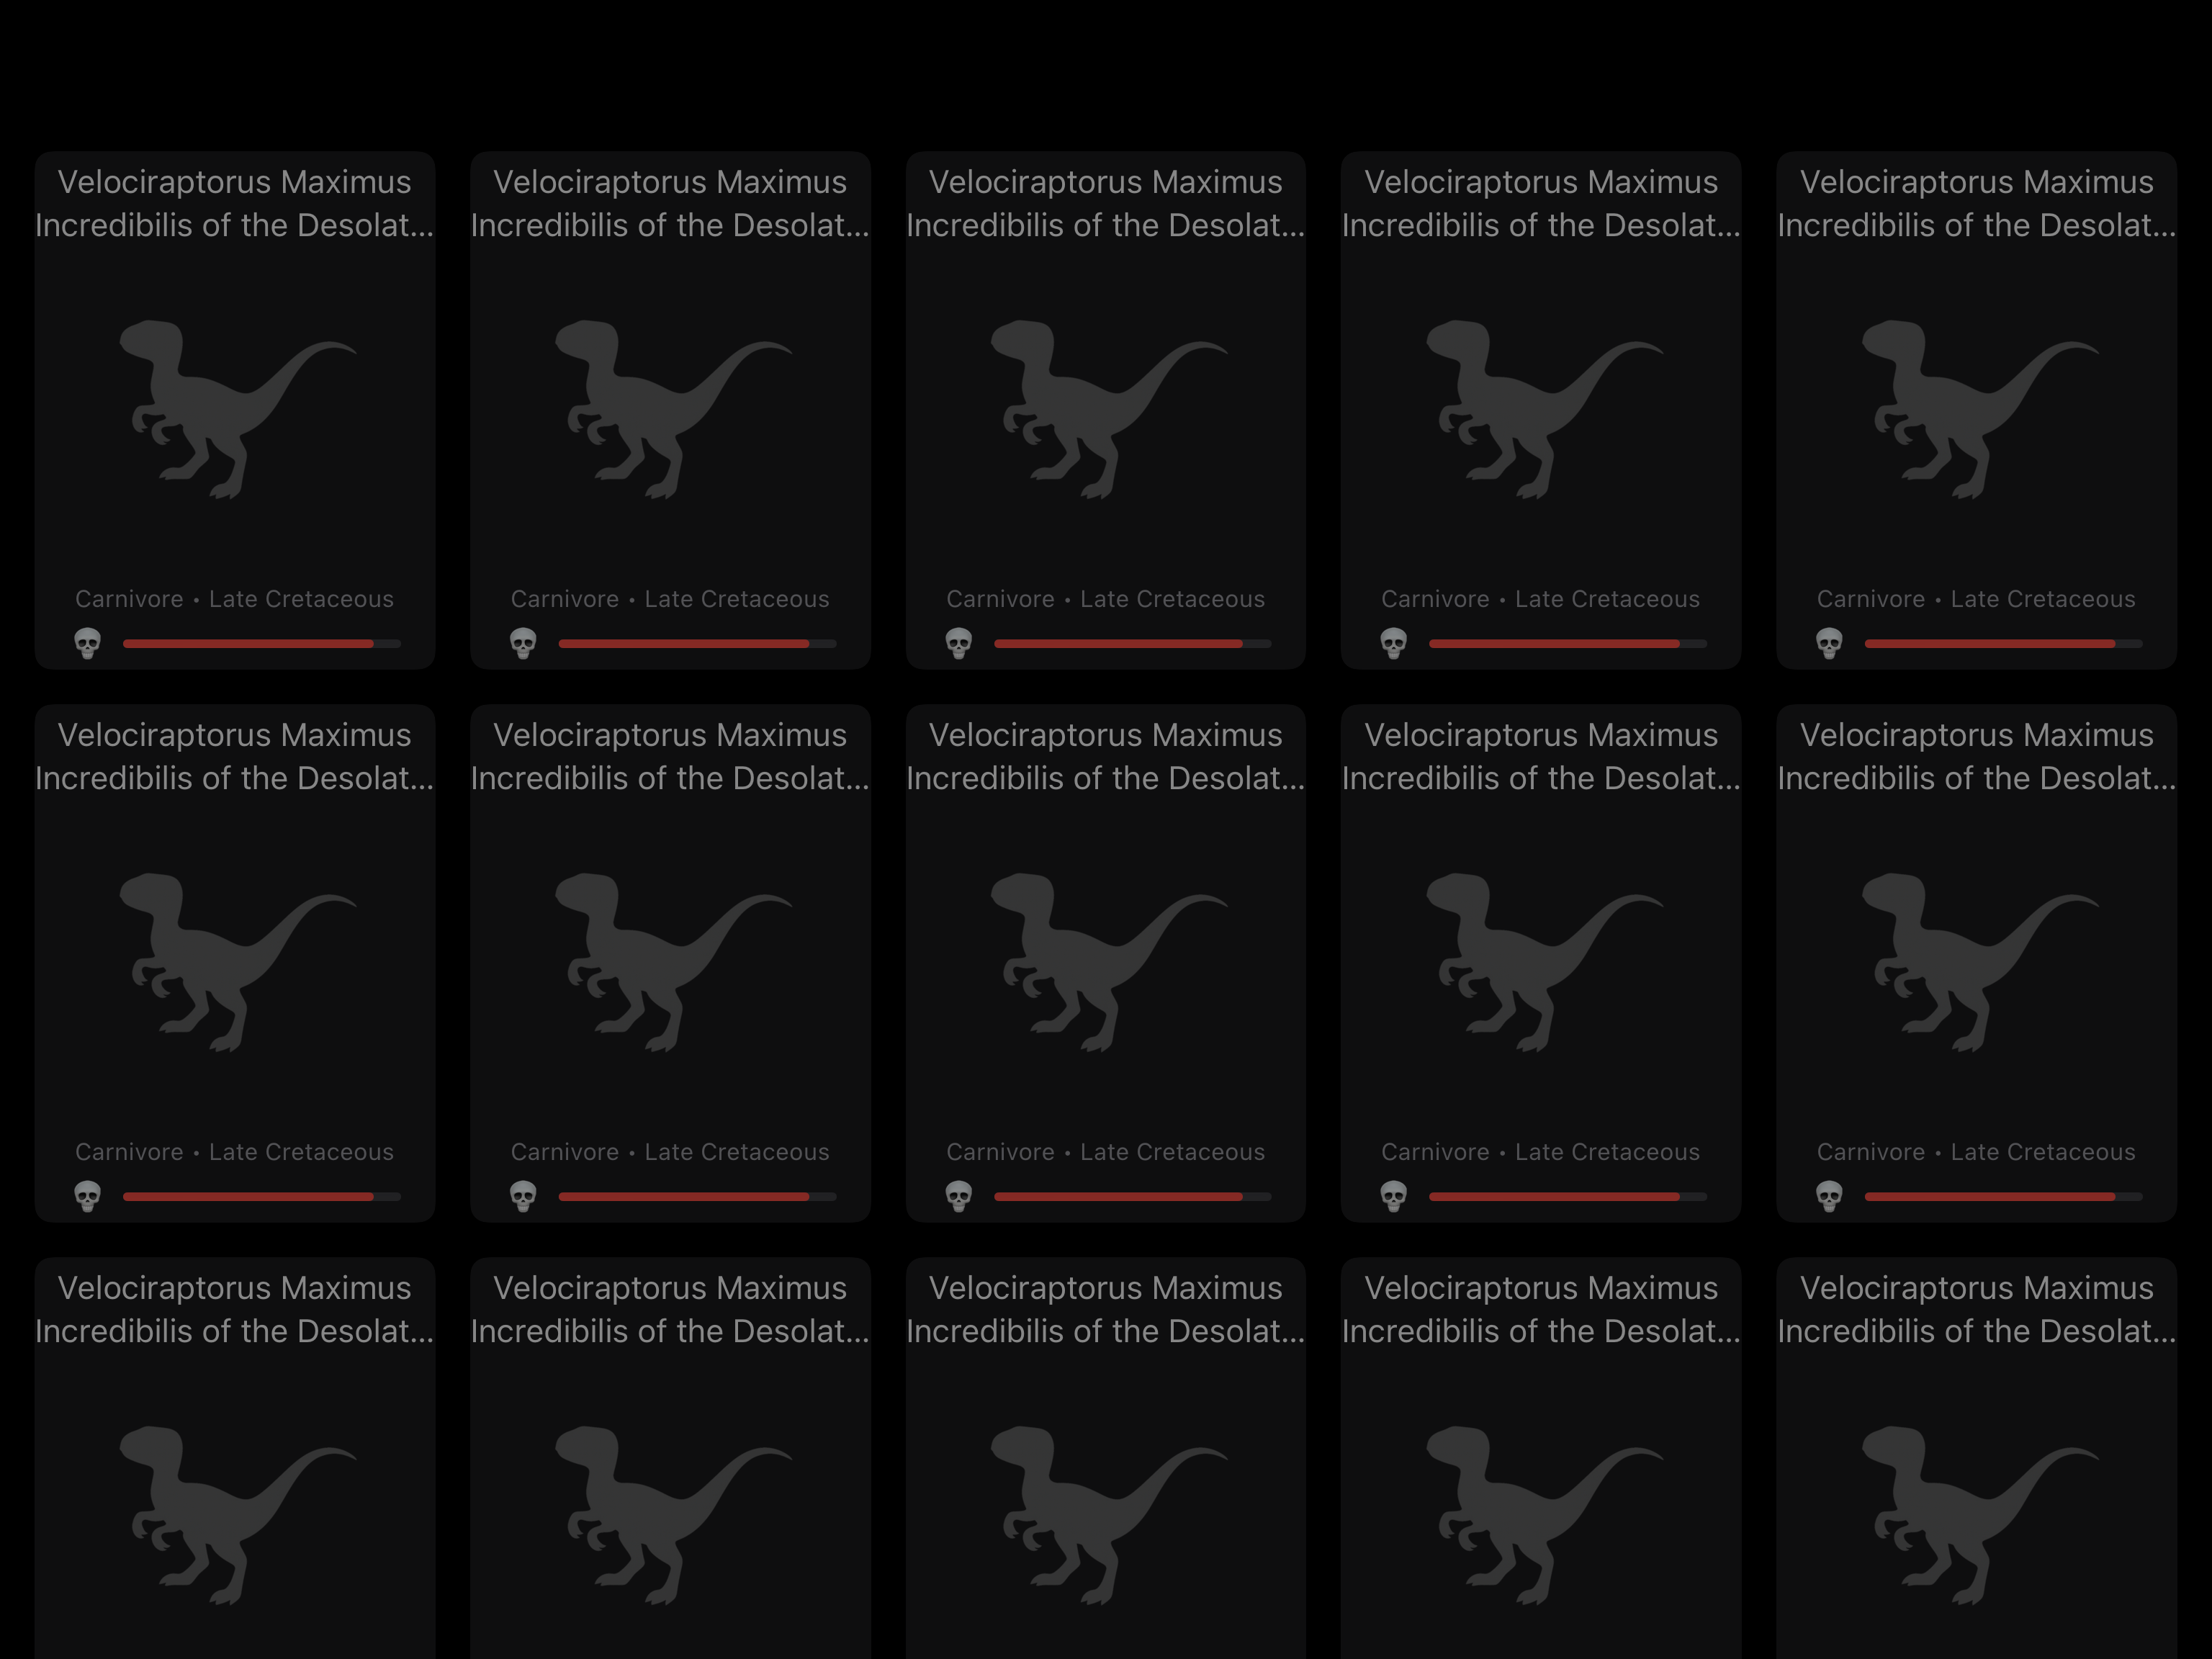 Velociraptorus Maximus
Incredibilis of the Desolat...
Velociraptorus Maximus
Incredibilis of the Desolat...
Velociraptorus Maximus
Incredibilis of the Desolat...
Velociraptorus Maximus
Incredibilis of the Desolat...
Velociraptorus Maximus
Incredibilis of the Desolat...
Carnivore • Late Cretaceous
Carnivore • Late Cretaceous
Carnivore • Late Cretaceous
Carnivore • Late Cretaceous
Carnivore • Late Cretaceous
Velociraptorus Maximus
Incredibilis of the Desolat...
Velociraptorus Maximus
Incredibilis of the Desolat...
Velociraptorus Maximus
Incredibilis of the Desolat...
Velociraptorus Maximus
Incredibilis of the Desolat...
Velociraptorus Maximus
Incredibilis of the Desolat...
Carnivore • Late Cretaceous
Carnivore • Late Cretaceous
Carnivore • Late Cretaceous
Carnivore • Late Cretaceous
Carnivore • Late Cretaceous
Velociraptorus Maximus
Incredibilis of the Desolat...
Velociraptorus Maximus
Incredibilis of the Desolat...
Velociraptorus Maximus
Incredibilis of the Desolat...
Velociraptorus Maximus
Incredibilis of the Desolat...
Velociraptorus Maximus
Incredibilis of the Desolat...